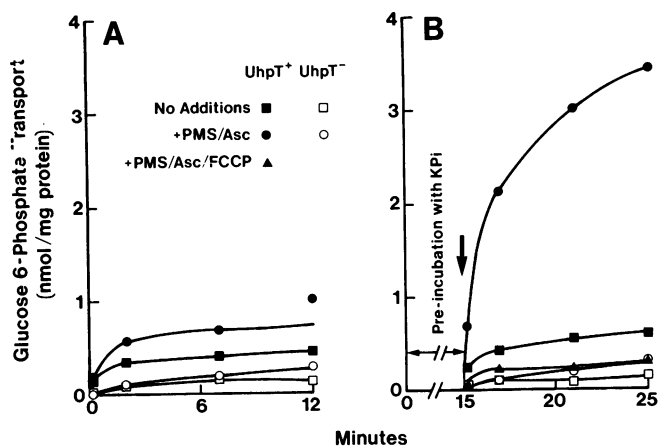 A
B
UhpT+ UhpT−
No Additions
+PMS/Asc
+PMS/Asc/FCCP
Glucose 6-Phosphate Transport
(nmol/mg protein)
4
3
2
1
0
0
6
12
Pre-incubation with KPi
4
3
2
1
0
0
15
20
25
Minutes